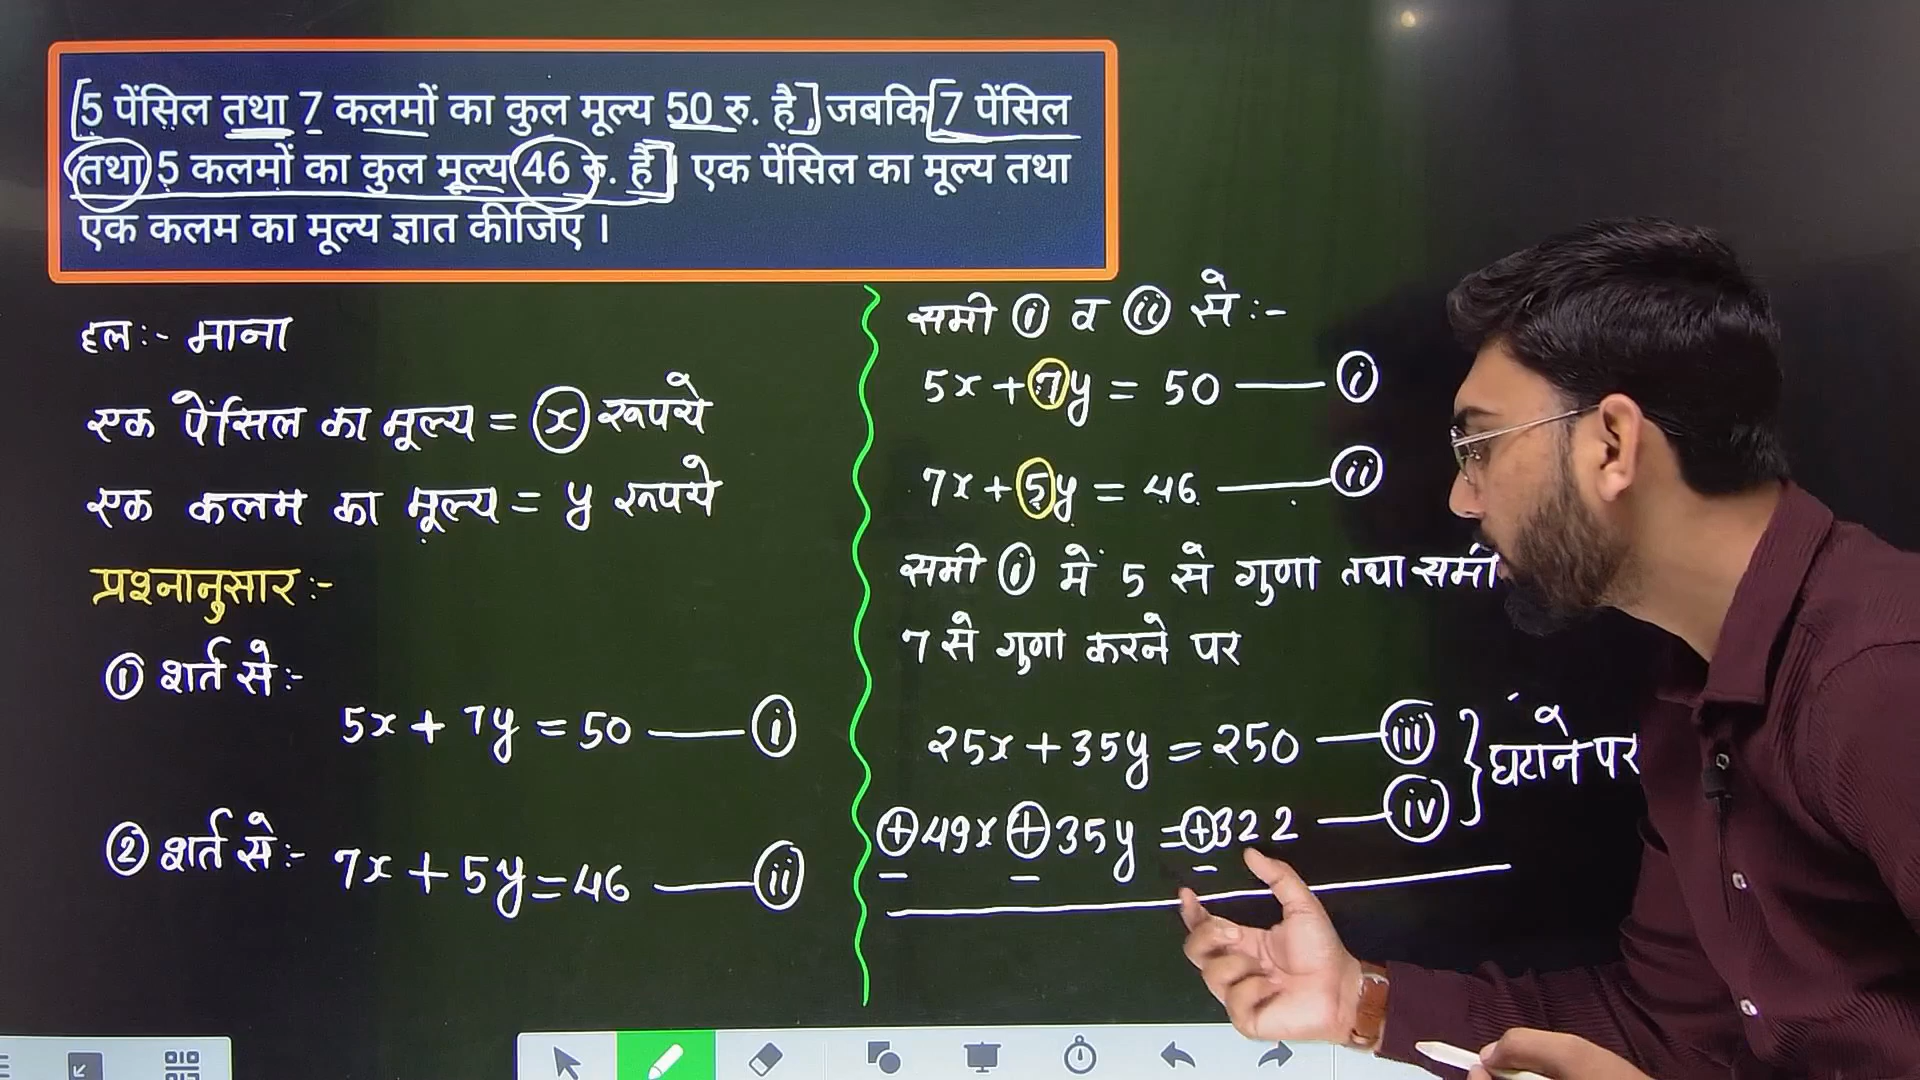 [5 पेंसिल तथा 7 कलमों का कुल मूल्य 50 रु. है,] जबकि [7 पेंसिल
तथा 5 कलमों का कुल मूल्य 46 रु. है]। एक पेंसिल का मूल्य तथा
एक कलम का मूल्य ज्ञात कीजिए ।
हल:- माना
एक पेंसिल का मूल्य = x रूपये
एक कलम का मूल्य = y रूपये
प्रश्नानुसार:-
① शर्त से:-
5x + 7y = 50 —— (i)
② शर्त से:- 7x + 5y = 46 —— (ii)
समी (i) व (ii) से:-
5x + 7y = 50 —— (i)
7x + 5y = 46 —— (ii)
समी (i) में 5 से गुणा तथा समी
7 से गुणा करने पर
25x + 35y = 250 —— (iii)
+49x + 35y = +322 —— (iv)
- - -
} घटाने पर